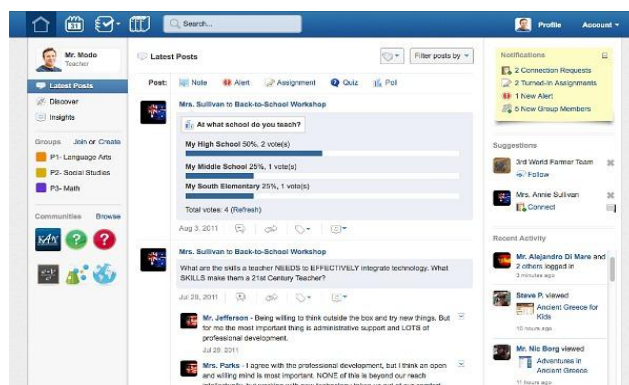 31
Search...
Profile
Account
Mr. Modo
Teacher
Latest Posts
Discover
Insights
Groups Join or Create
P1- Language Arts
P2- Social Studies
P3- Math
Communities Browse
Latest Posts
Filter posts by
Post: Note Alert Assignment Quiz Poll
Mrs. Sullivan to Back-to-School Workshop
At what school do you teach?
My High School 50%, 2 vote(s)
My Middle School 25%, 1 vote(s)
My South Elementary 25%, 1 vote(s)
Total votes: 4 (Refresh)
Aug 3, 2011
Mrs. Sullivan to Back-to-School Workshop
What are the skills a teacher NEEDS to EFFECTIVELY integrate technology. What
SKILLS make them a 21st Century Teacher?
Jul 28, 2011
Mr. Jefferson - Being willing to think outside the box and try new things. But
for me the most important thing is administrative support and LOTS of
professional development.
Jul 28, 2011
Mrs. Parks - I agree with the professional development, but I think an open
and willing mind is most important. NONE of this is beyond our reach
Notifications
2 Connection Requests
2 Turned-In Assignments
1 New Alert
5 New Group Members
Suggestions
3rd World Farmer Team
Follow
Mrs. Annie Sullivan
Connect
Recent Activity
Mr. Alejandro Di Mare and
2 others logged in
3 minutes ago
Steve P. viewed
Ancient Greece for
Kids
10 hours ago
Mr. Nic Borg viewed
Adventures in
Ancient Greece
11 hours ago